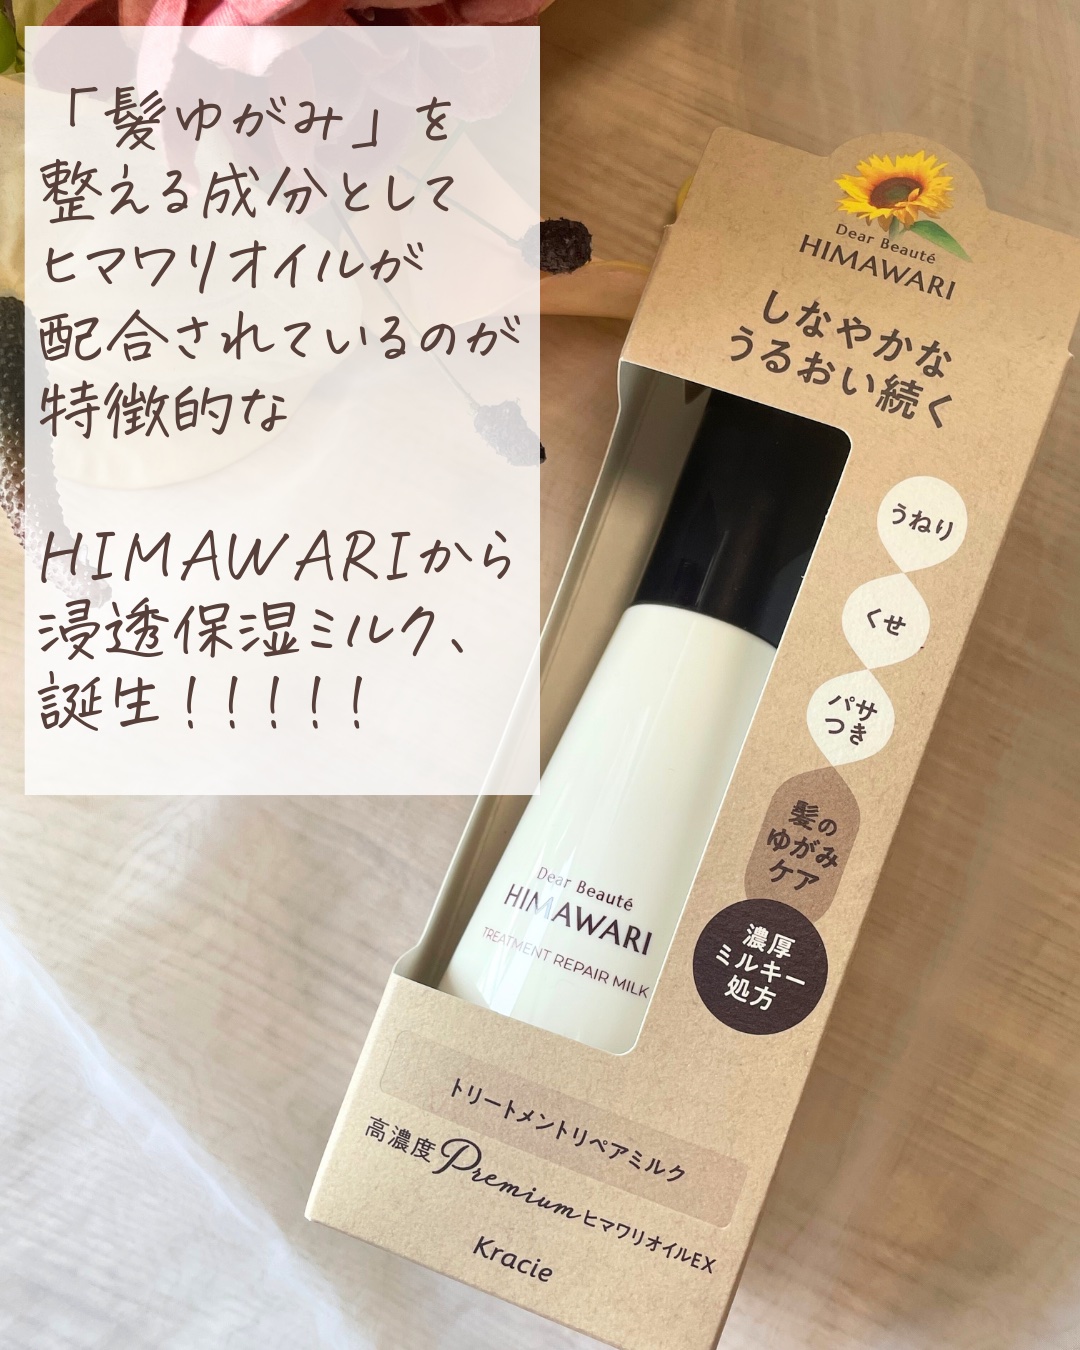 「髪ゆがみ」を
整える成分として
ヒマワリオイルが
配合されているのが
特徴的な
HIMAWARIから
浸透保湿ミルク、
誕生！！！！！
Dear Beauté
HIMAWARI
しなやかな
うるおい続く
うねり
くせ
パサ
つき
髪の
ゆがみ
ケア
濃厚
ミルキー
処方
Dear Beauté
HIMAWARI
TREATMENT REPAIR MILK
トリートメントリペアミルク
高濃度PremiumヒマワリオイルEX
Kracie